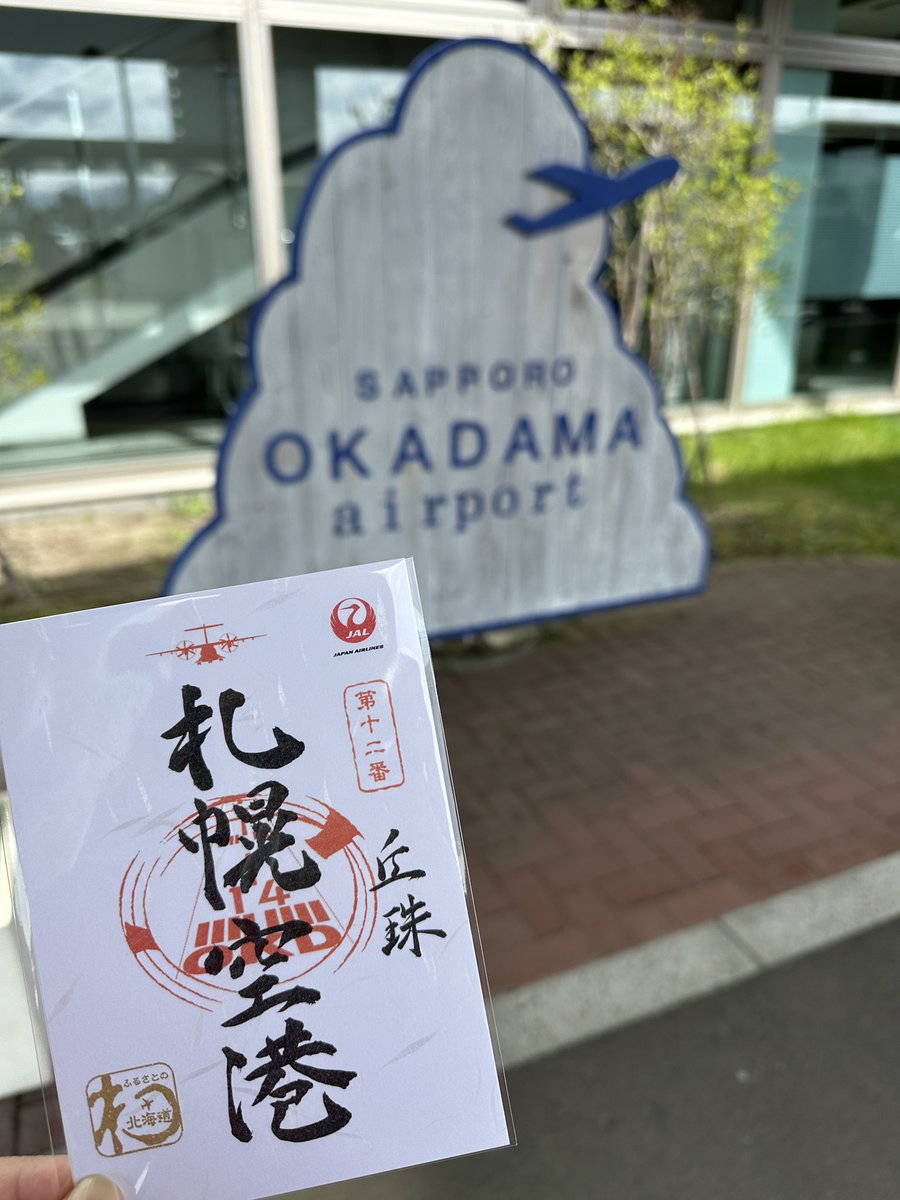 SAPPORO
OKADAMA
airport
JAL
JAPAN AIRLINES
第十二番
札幌空港
丘珠
14
OKD
ふるさとの
北海道